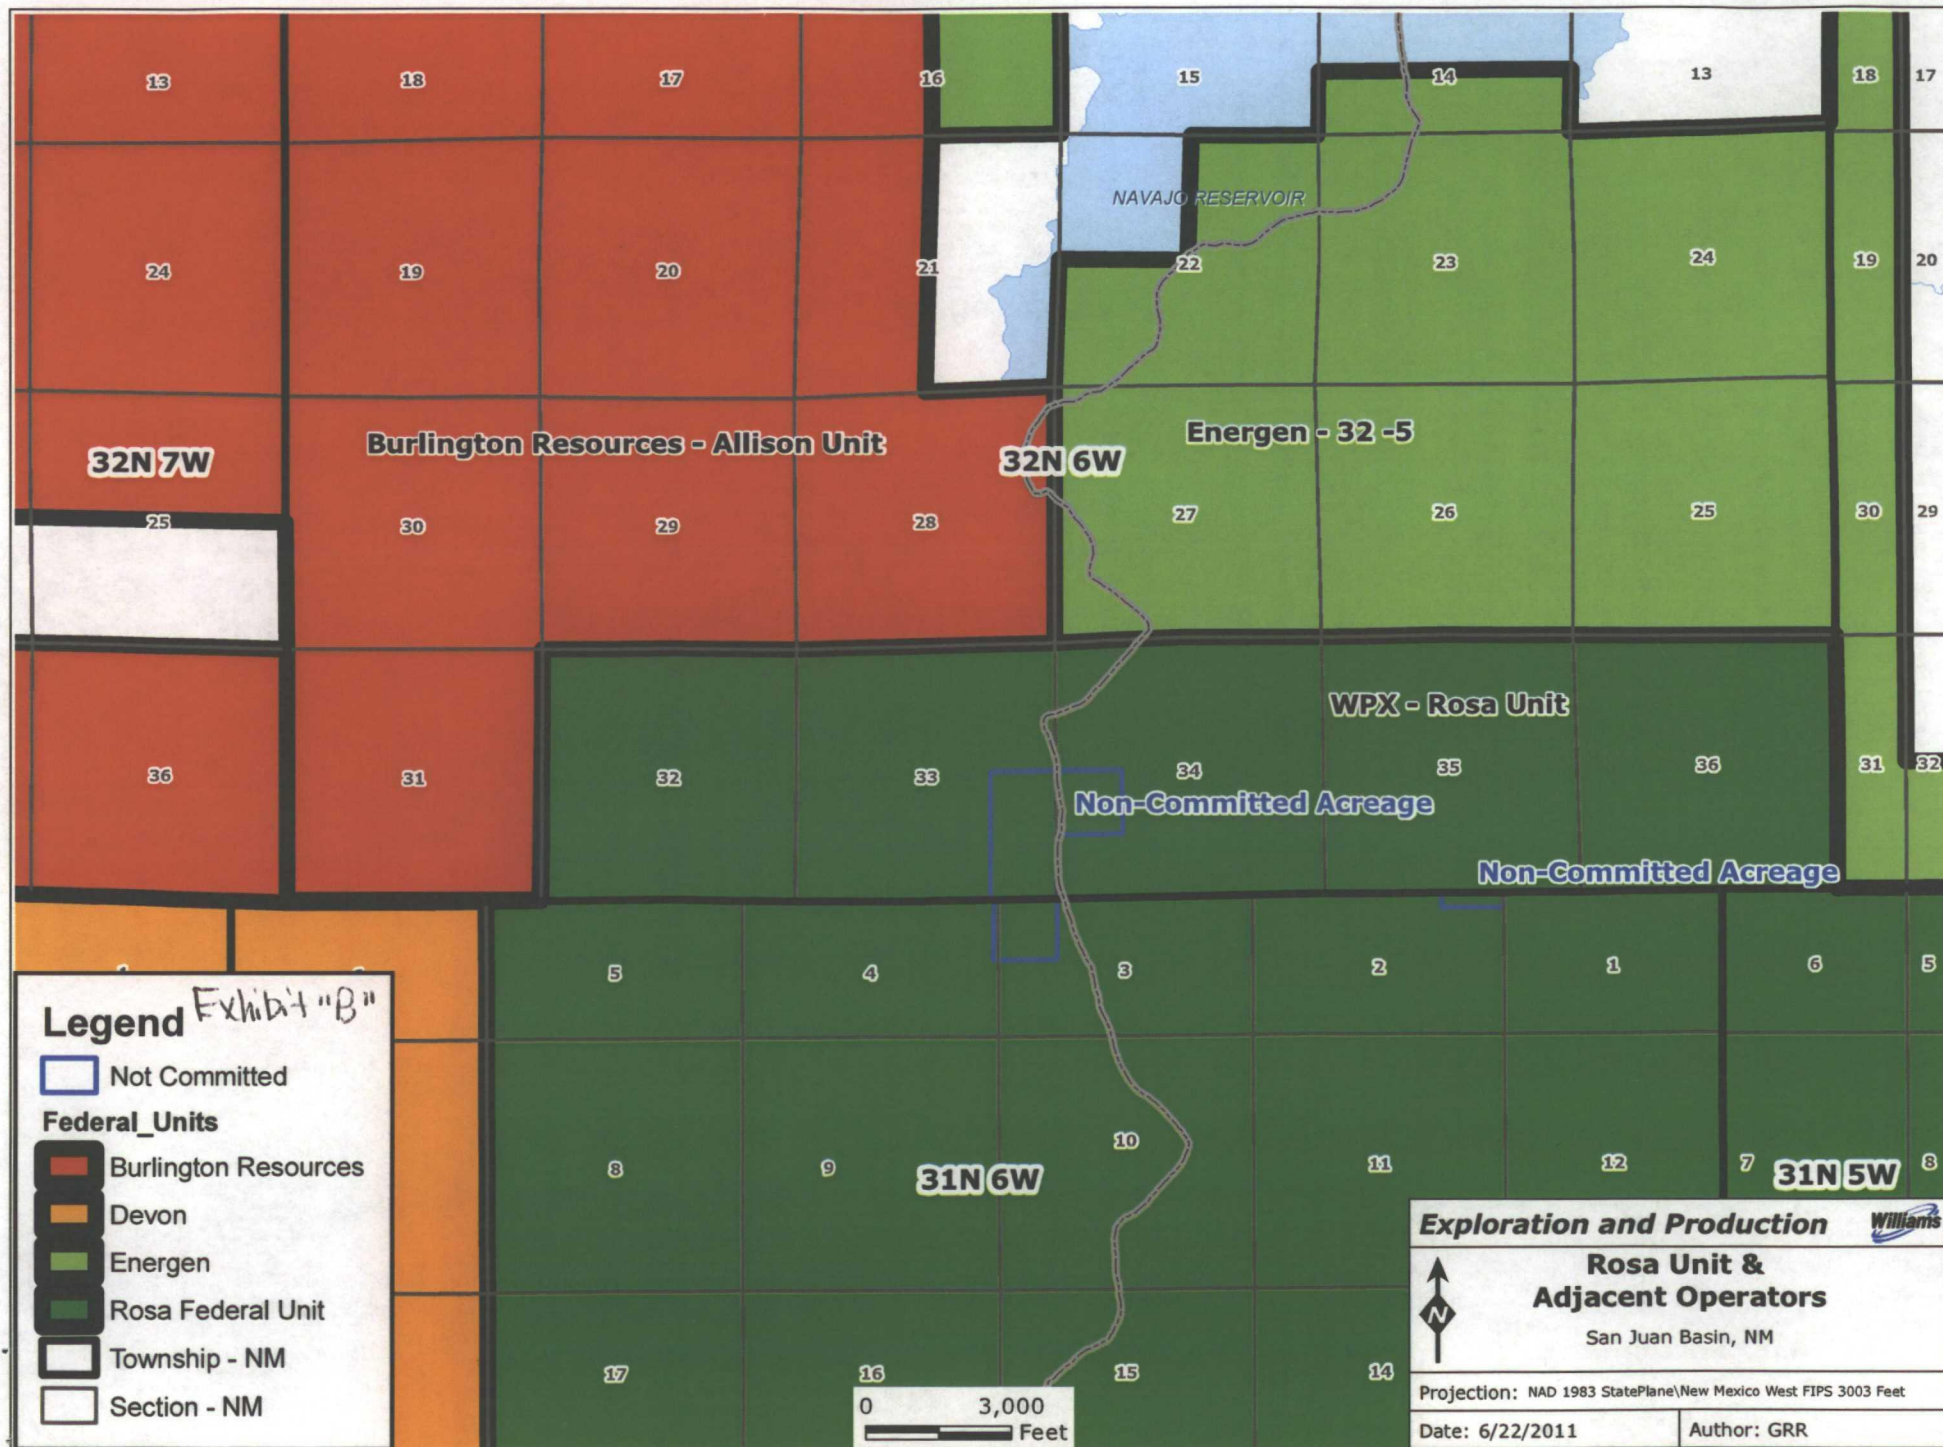 13
18
17
16
15
14
13
18
17
NAVAJO RESERVOIR
24
19
20
21
22
23
24
19
20
Burlington Resources - Allison Unit
Energen - 32 -5
32N 7W
32N 6W
25
30
29
28
27
26
25
30
29
WPX - Rosa Unit
36
31
32
33
34
35
36
31
32
Non-Committed Acreage
Non-Committed Acreage
5
4
3
2
1
6
5
8
9
10
11
12
7
8
31N 6W
31N 5W
17
16
15
14
Legend Exhibit "B"
Not Committed
Federal_Units
Burlington Resources
Devon
Energen
Rosa Federal Unit
Township - NM
Section - NM
0 3,000
Feet
Exploration and Production Williams
N
Rosa Unit &
Adjacent Operators
San Juan Basin, NM
Projection: NAD 1983 StatePlane\New Mexico West FIPS 3003 Feet
Date: 6/22/2011 Author: GRR